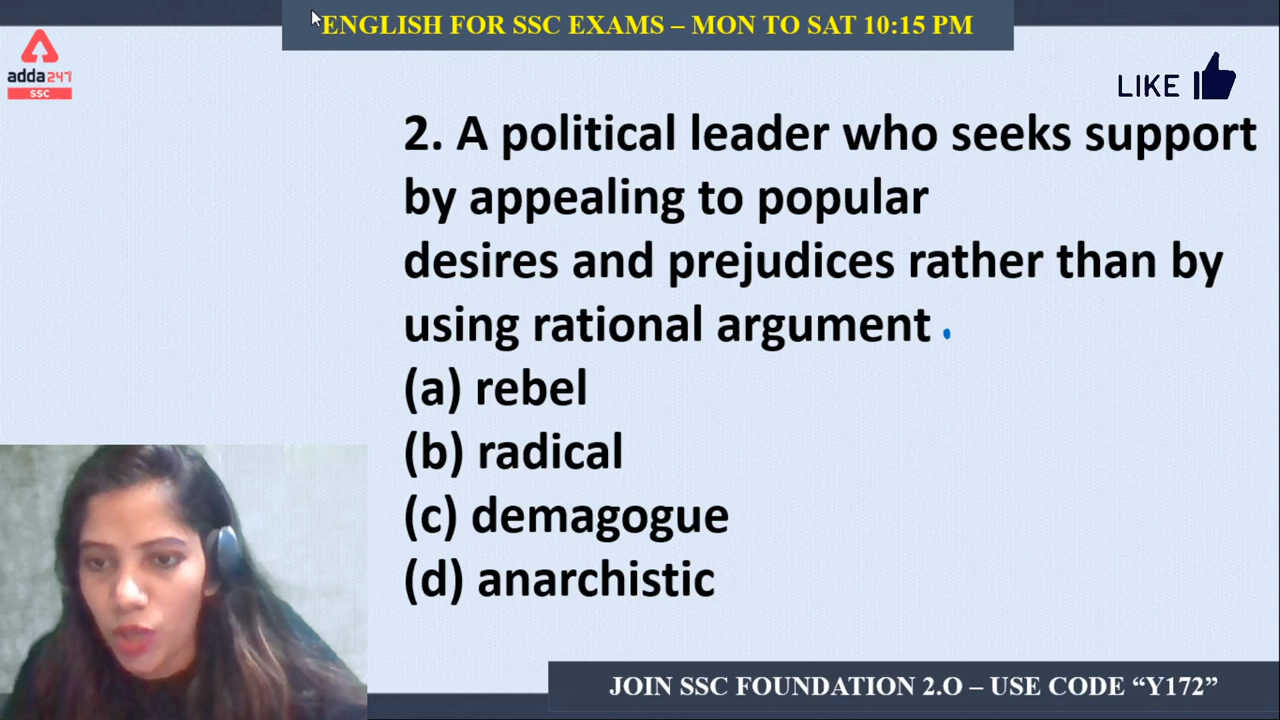 ENGLISH FOR SSC EXAMS – MON TO SAT 10:15 PM
adda247
SSC
LIKE
2. A political leader who seeks support
by appealing to popular
desires and prejudices rather than by
using rational argument .
(a) rebel
(b) radical
(c) demagogue
(d) anarchistic
JOIN SSC FOUNDATION 2.O – USE CODE “Y172”